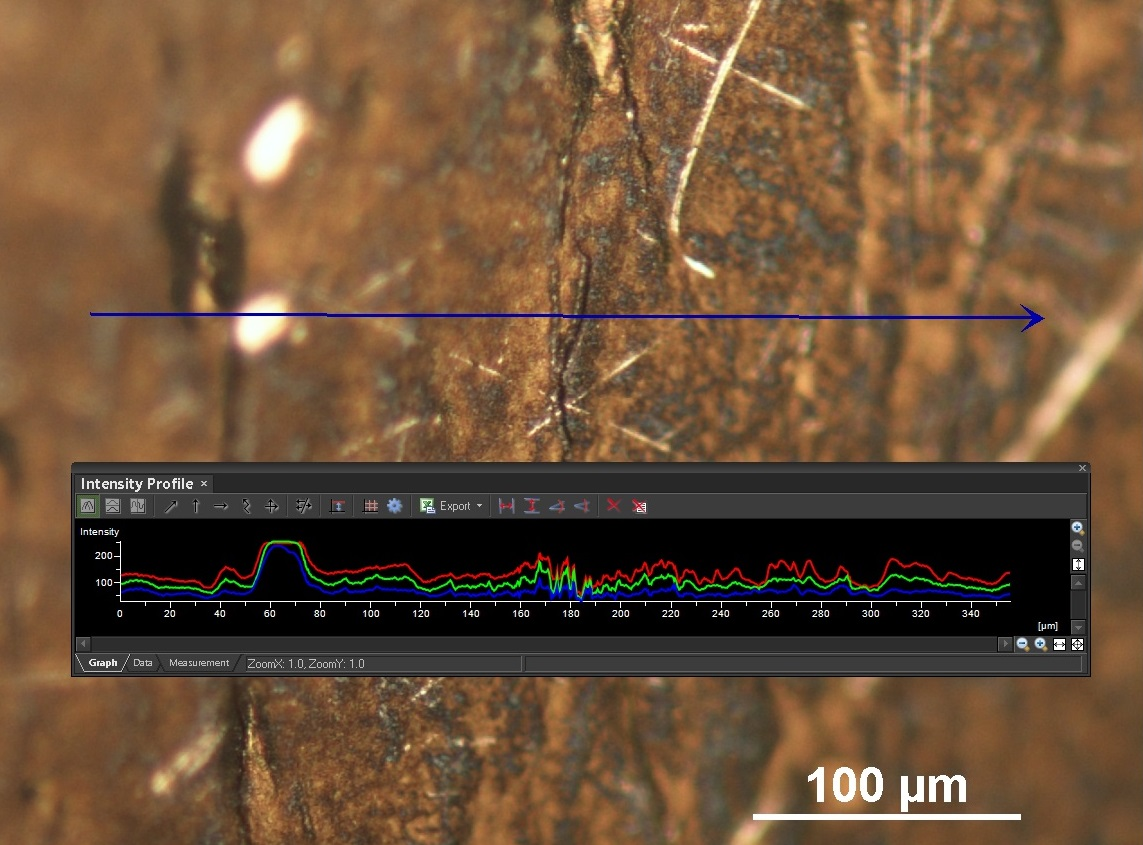 Intensity Profile ×
Export
Intensity
200
100
0 20 40 60 80 100 120 140 160 180 200 220 240 260 280 300 320 340
[µm]
Graph Data Measurement ZoomX: 1.0, ZoomY: 1.0
100 µm